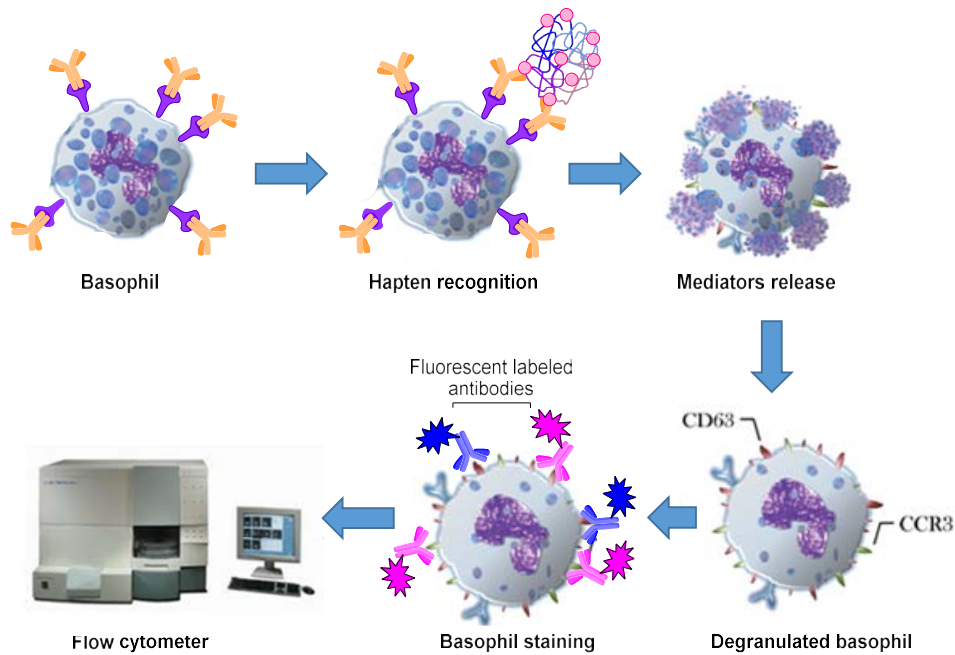 Basophil
Hapten recognition
Mediators release
Fluorescent labeled
antibodies
CD63
CCR3
Flow cytometer
Basophil staining
Degranulated basophil